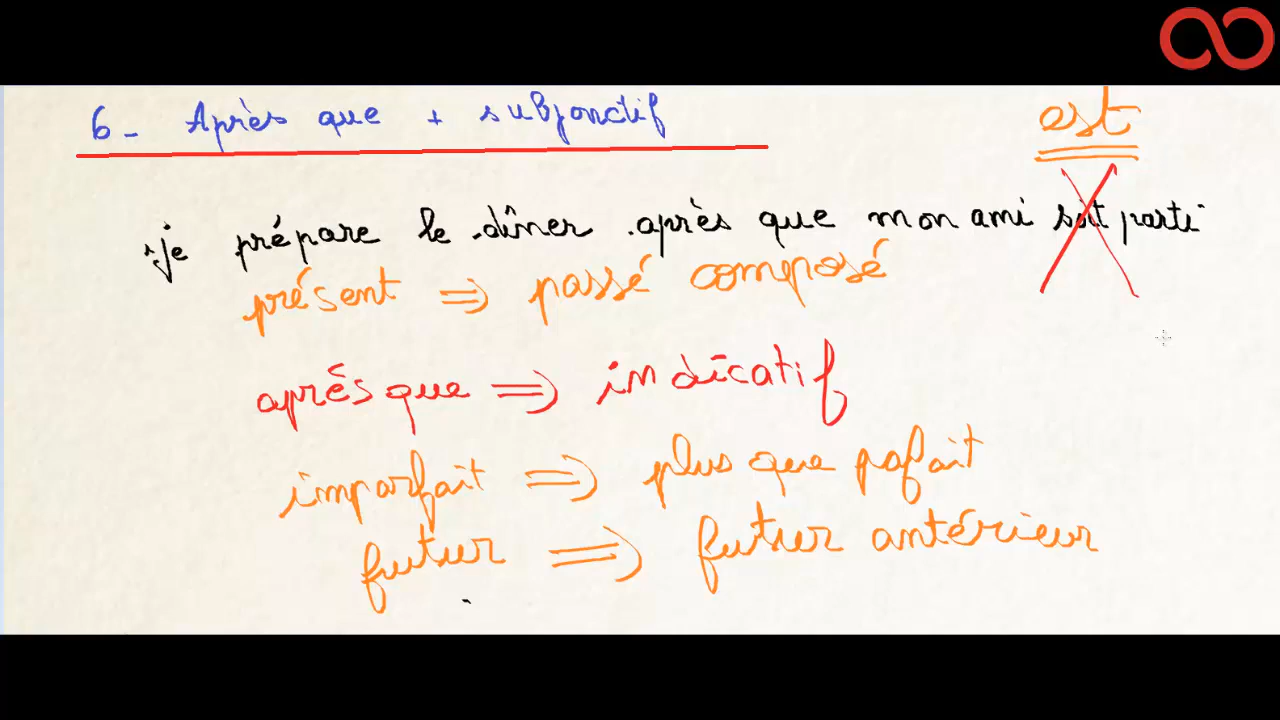 6- Après que + subjonctif
est
Je prépare le dîner après que mon ami soit parti
présent ⇒ passé composé
après que ⇒ indicatif
imparfait ⇒ plus que pafait
futur ⇒ futur antérieur